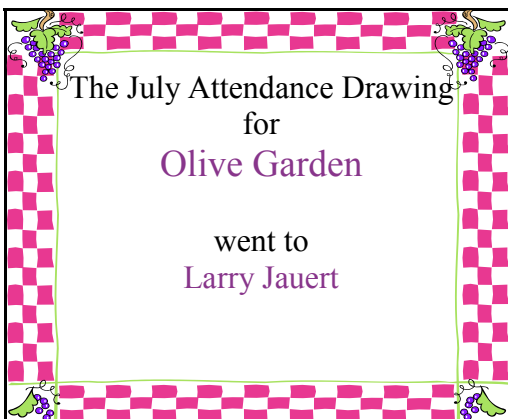 The July Attendance Drawing
for
Olive Garden
went to
Larry Jauert